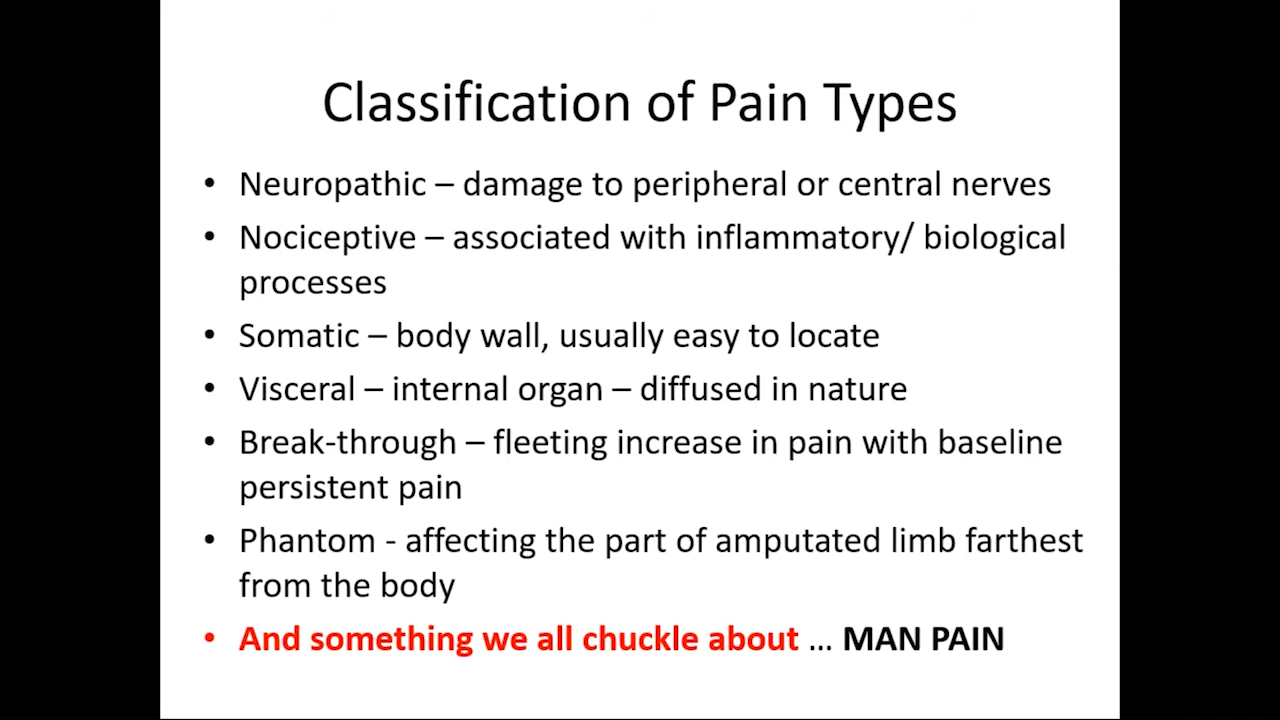 Classification of Pain Types
• Neuropathic – damage to peripheral or central nerves
• Nociceptive – associated with inflammatory/ biological
processes
• Somatic – body wall, usually easy to locate
• Visceral – internal organ – diffused in nature
• Break-through – fleeting increase in pain with baseline
persistent pain
• Phantom - affecting the part of amputated limb farthest
from the body
• And something we all chuckle about ... MAN PAIN